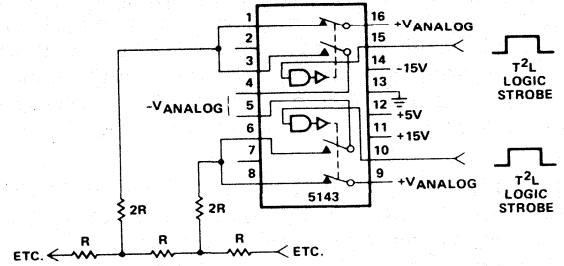 1
2
3
4
5
6
7
8
16
15
14
13
12
11
10
9
+VANALOG
-15V
+5V
+15V
+VANALOG
-VANALOG
5143
T²L
LOGIC
STROBE
T²L
LOGIC
STROBE
2R
2R
ETC.
R
R
R
ETC.